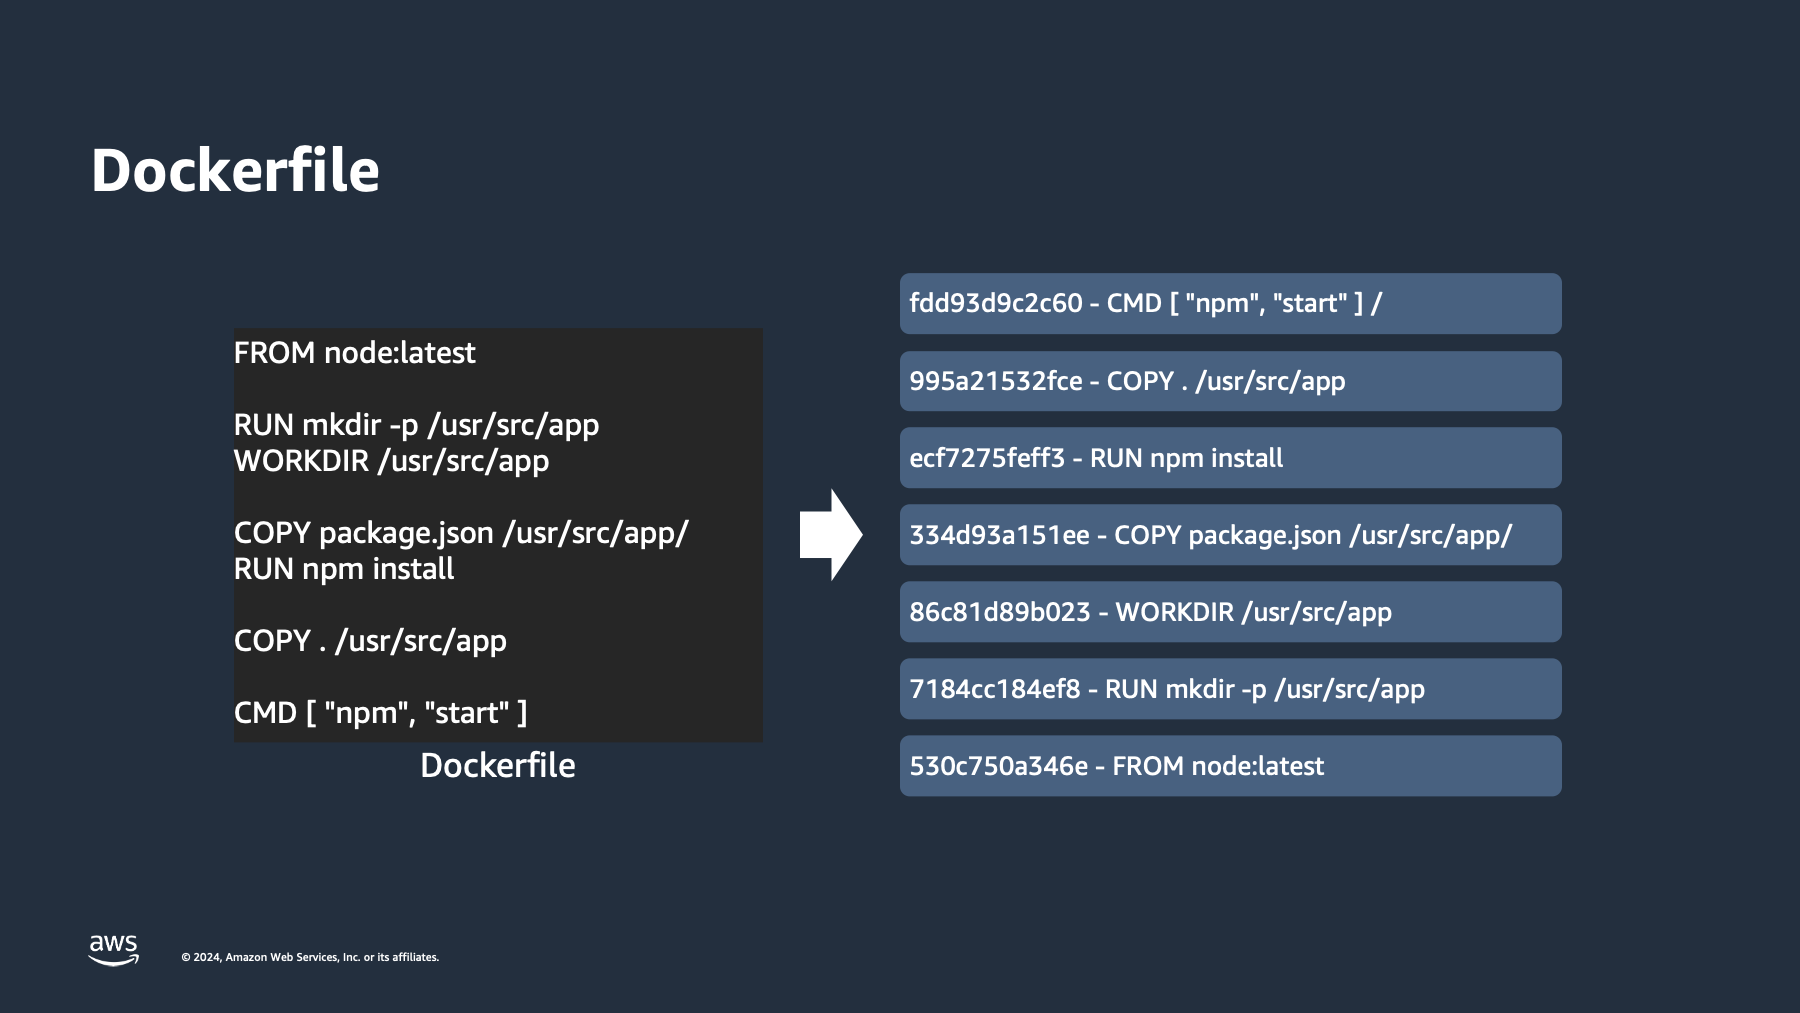 Dockerfile
FROM node:latest
RUN mkdir -p /usr/src/app
WORKDIR /usr/src/app
COPY package.json /usr/src/app/
RUN npm install
COPY . /usr/src/app
CMD [ "npm", "start" ]
Dockerfile
fdd93d9c2c60 - CMD [ "npm", "start" ] /
995a21532fce - COPY . /usr/src/app
ecf7275feff3 - RUN npm install
334d93a151ee - COPY package.json /usr/src/app/
86c81d89b023 - WORKDIR /usr/src/app
7184cc184ef8 - RUN mkdir -p /usr/src/app
530c750a346e - FROM node:latest
aws
© 2024, Amazon Web Services, Inc. or its affiliates.